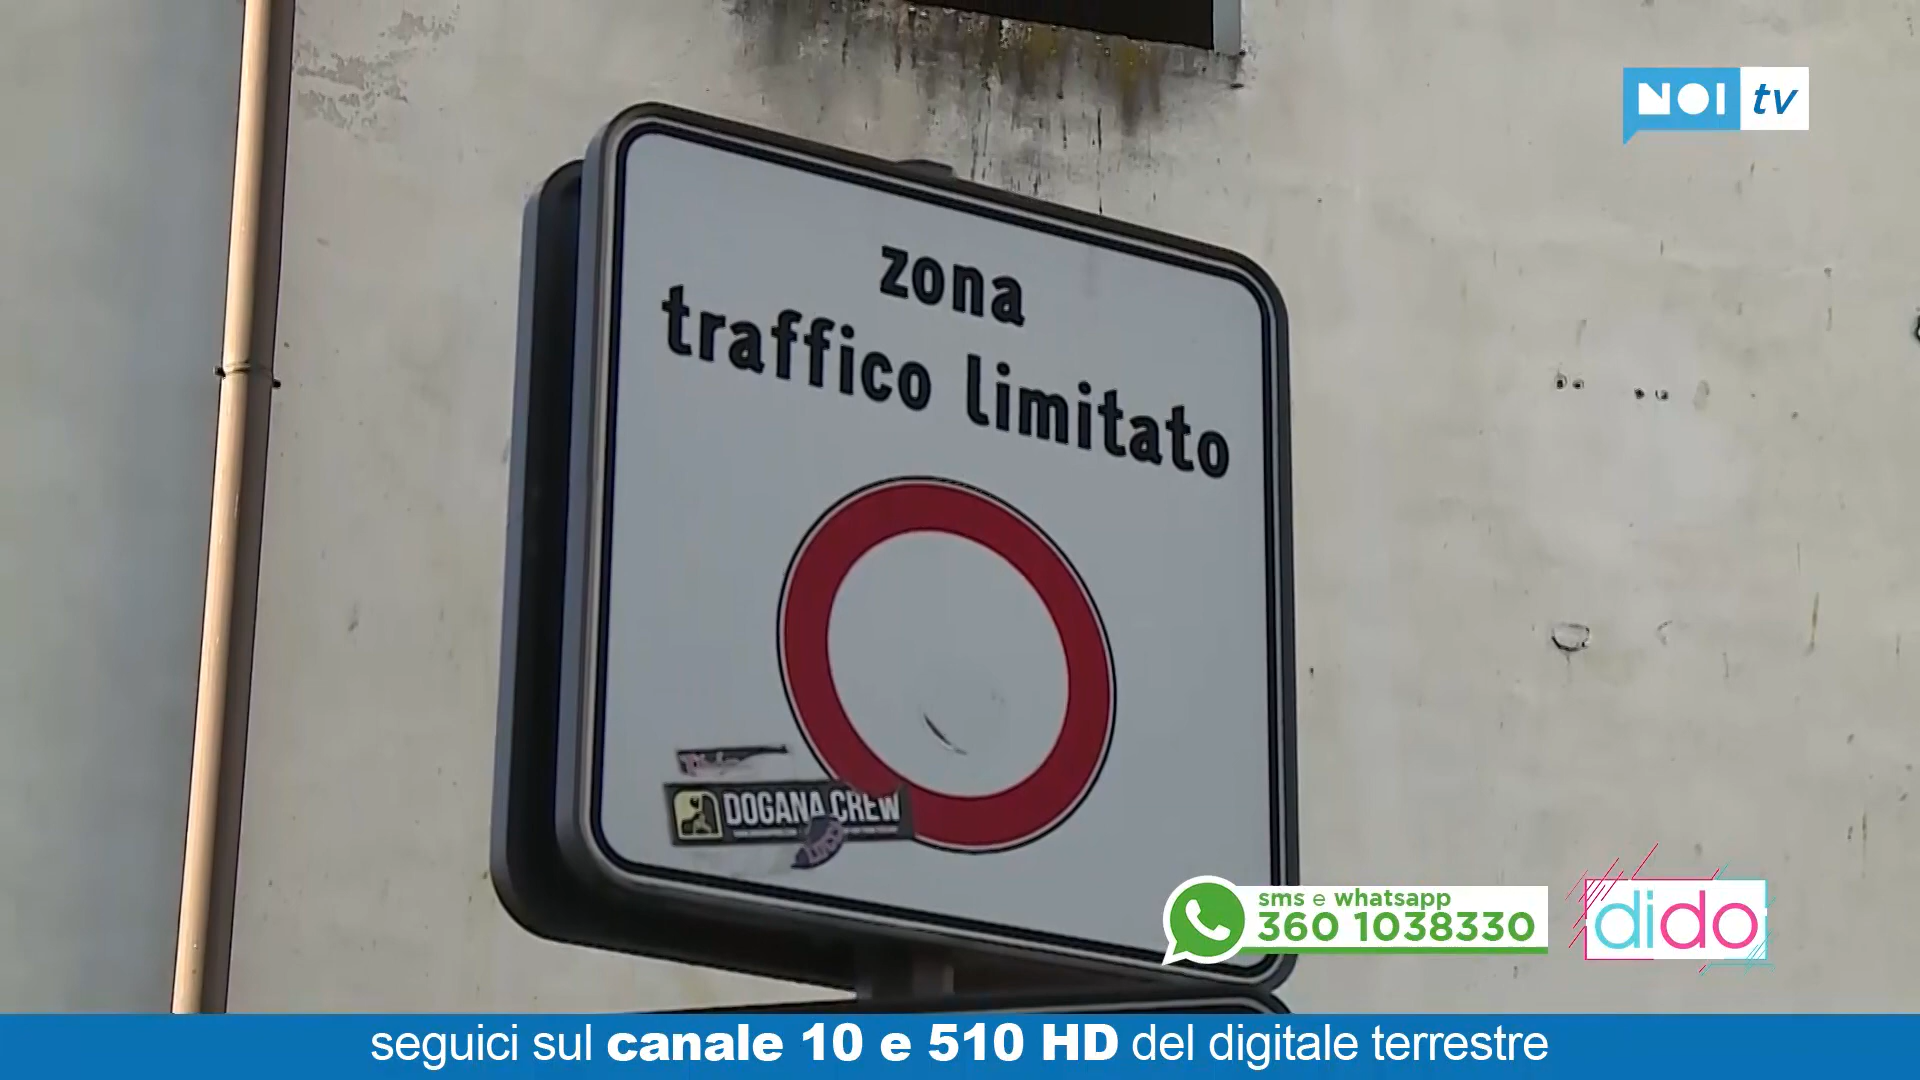 NOI tv
zona
traffico limitato
DOGANA CREW
sms e whatsapp
360 1038330
dido
seguici sul canale 10 e 510 HD del digitale terrestre